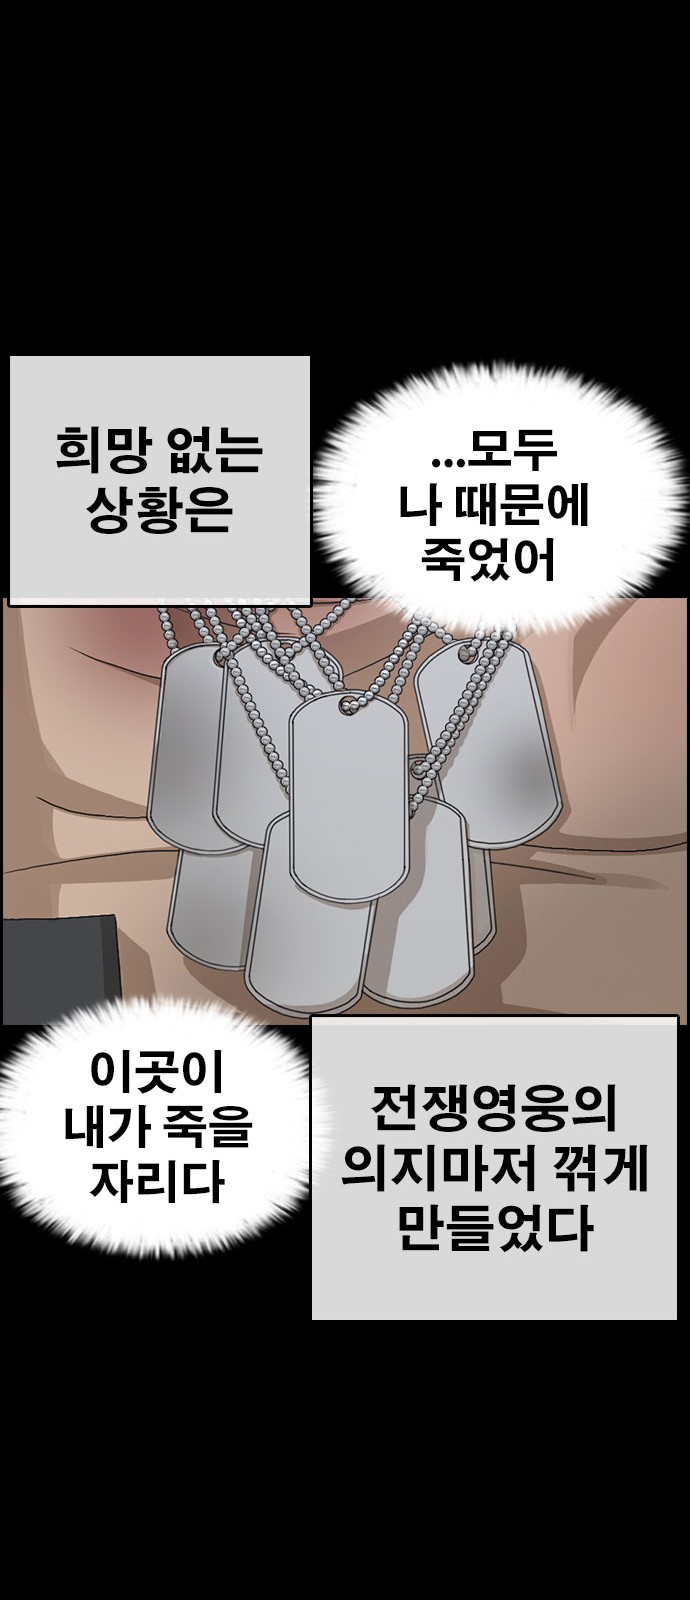 희망 없는
상황은
...모두
나 때문에
죽었어
이곳이
내가 죽을
자리다
전쟁영웅의
의지마저 꺾게
만들었다